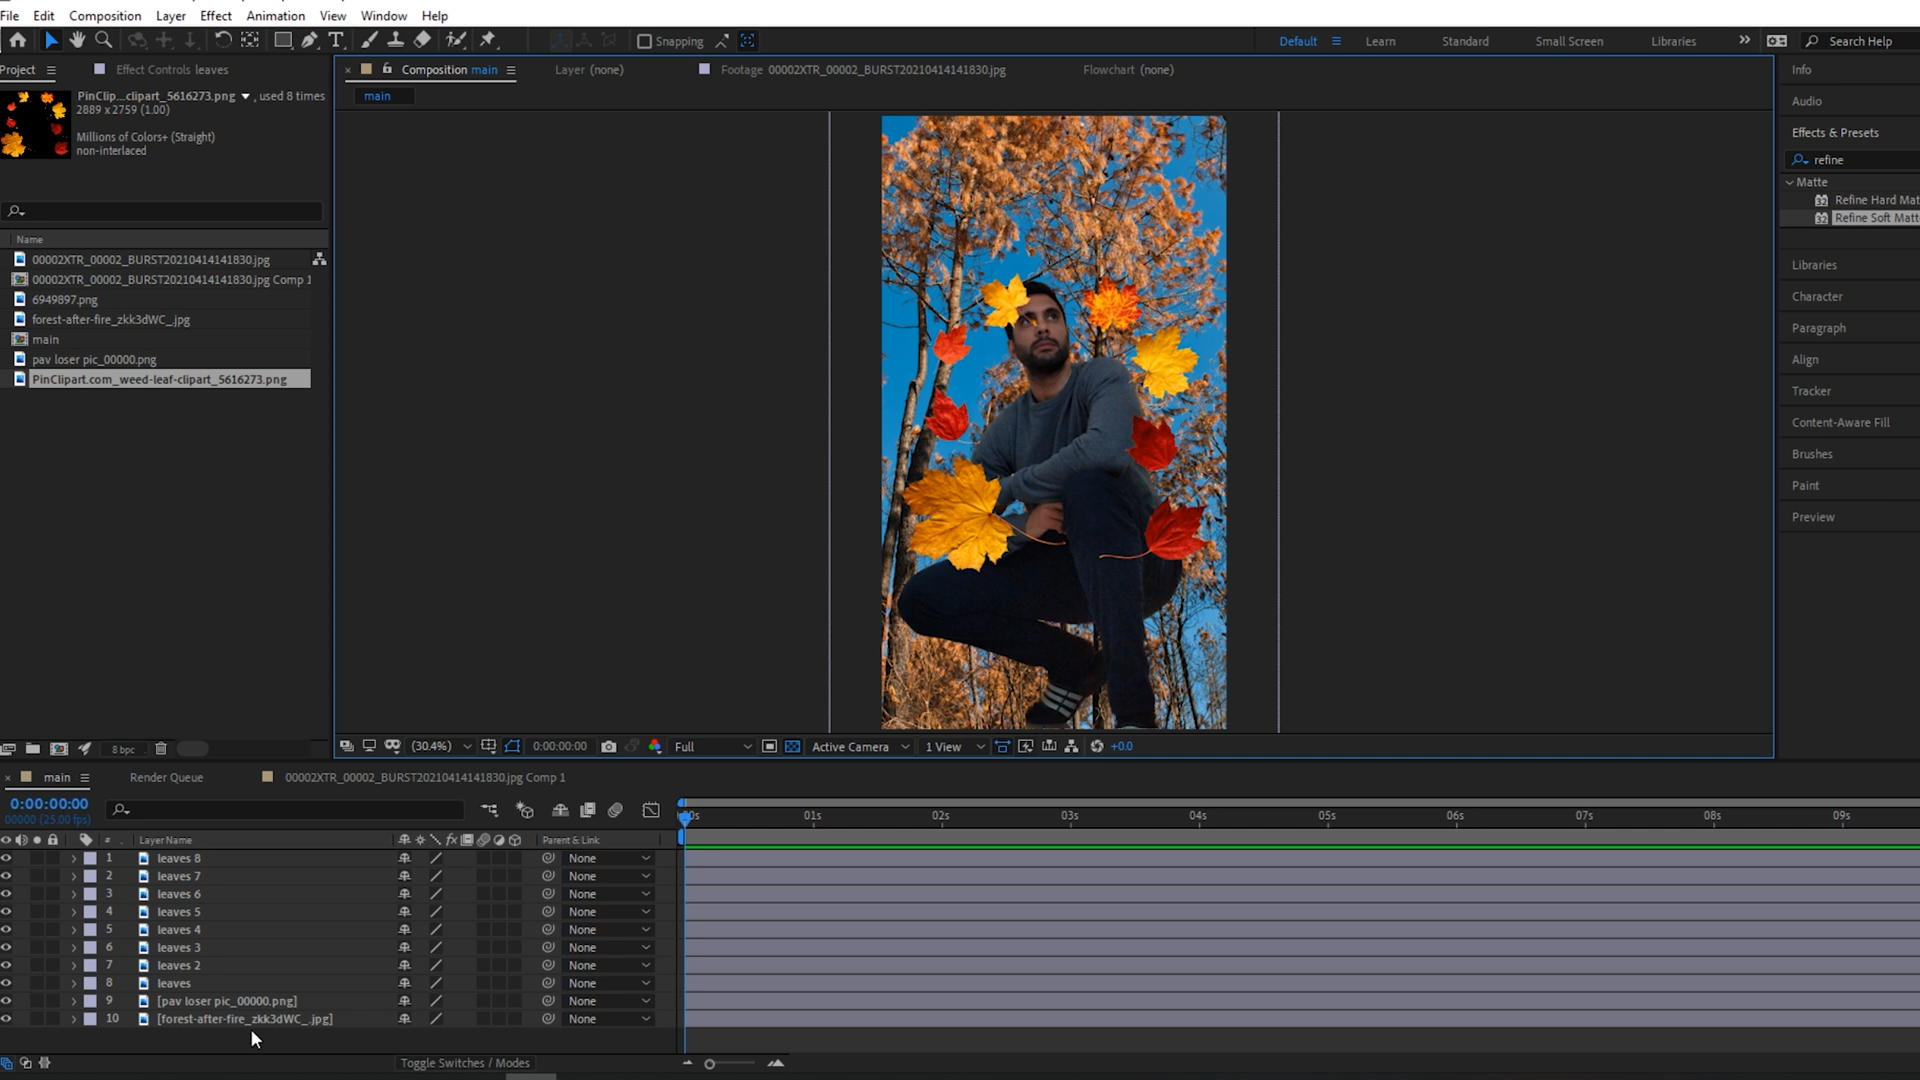 File Edit Composition Layer Effect Animation View Window Help
Snapping
Default Learn Standard Small Screen Libraries Search Help
Project Effect Controls leaves
Composition main Layer (none) Footage 00002XTR_00002_BURST20210414141830.jpg Flowchart (none)
main
PinClip...clipart_5616273.png , used 8 times
2889 x 2759 (1.00)
Millions of Colors+ (Straight)
non-interlaced
Name
00002XTR_00002_BURST20210414141830.jpg
00002XTR_00002_BURST20210414141830.jpg Comp 1
6949897.png
forest-after-fire_zkk3dWC_.jpg
main
pav loser pic_00000.png
PinClipart.com_weed-leaf-clipart_5616273.png
8 bpc
Info
Audio
Effects & Presets
refine
Matte
32 Refine Hard Mat
32 Refine Soft Matt
Libraries
Character
Paragraph
Align
Tracker
Content-Aware Fill
Brushes
Paint
Preview
(30.4%) 0:00:00:00 Full Active Camera 1 View +0.0
main Render Queue 00002XTR_00002_BURST20210414141830.jpg Comp 1
0:00:00:00
00000 (25.00 fps)
00s 01s 02s 03s 04s 05s 06s 07s 08s 09s
# Layer Name fx Parent & Link
1 leaves 8 None
2 leaves 7 None
3 leaves 6 None
4 leaves 5 None
5 leaves 4 None
6 leaves 3 None
7 leaves 2 None
8 leaves None
9 [pav loser pic_00000.png] None
10 [forest-after-fire_zkk3dWC_.jpg] None
Toggle Switches / Modes